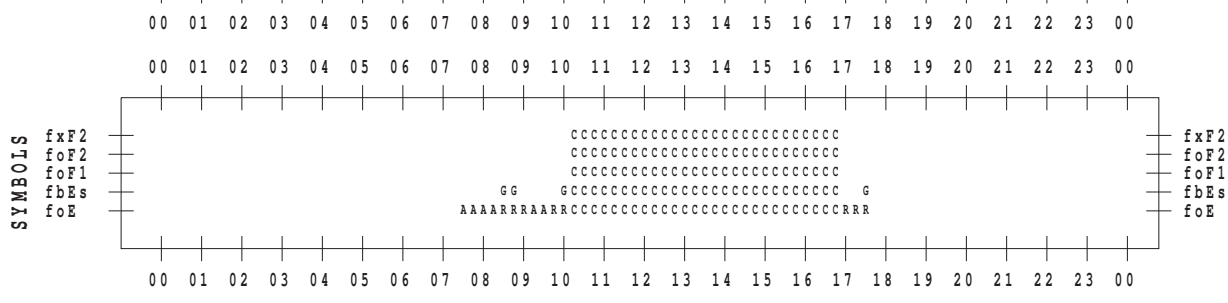 00 01 02 03 04 05 06 07 08 09 10 11 12 13 14 15 16 17 18 19 20 21 22 23 00
00 01 02 03 04 05 06 07 08 09 10 11 12 13 14 15 16 17 18 19 20 21 22 23 00
SYMBOLS
fxF2 CCCCCCCCCCCCCCCCCCCCCCCCCCC fxF2
foF2 CCCCCCCCCCCCCCCCCCCCCCCCCCC foF2
foF1 CCCCCCCCCCCCCCCCCCCCCCCCCCC foF1
fbEs GG GCCCCCCCCCCCCCCCCCCCCCCCCCCC G fbEs
foE AAAARRRAARRCCCCCCCCCCCCCCCCCCCCCCCCCCCRRR foE
00 01 02 03 04 05 06 07 08 09 10 11 12 13 14 15 16 17 18 19 20 21 22 23 00